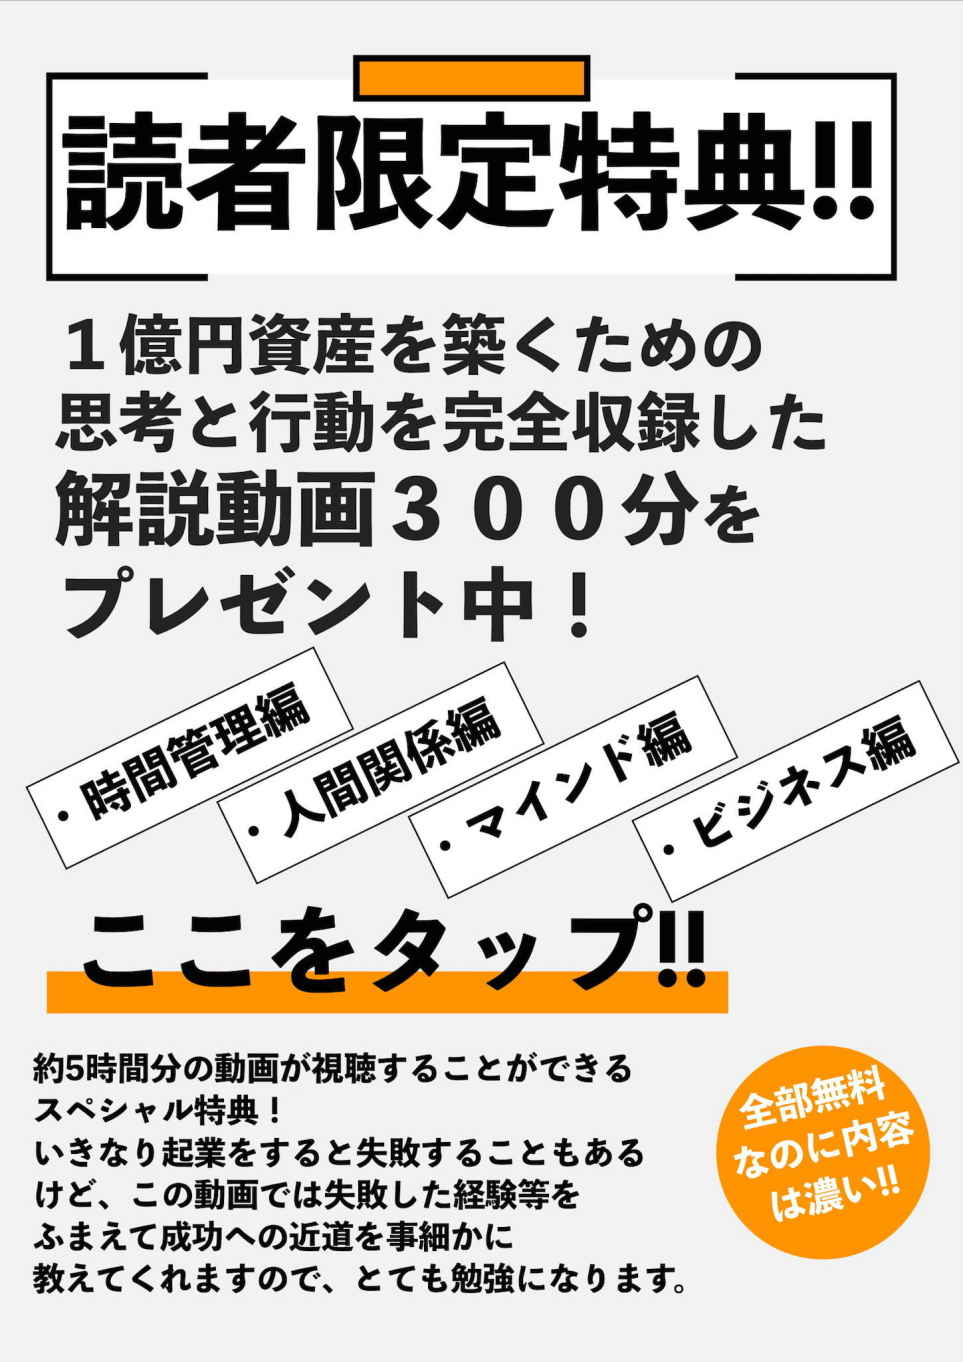 読者限定特典!!
１億円資産を築くための
思考と行動を完全収録した
解説動画３００分を
プレゼント中！
・時間管理編
・人間関係編
・マインド編
・ビジネス編
ここをタップ!!
約5時間分の動画が視聴することができる
スペシャル特典！
いきなり起業をすると失敗することもある
けど、この動画では失敗した経験等を
ふまえて成功への近道を事細かに
教えてくれますので、とても勉強になります。
全部無料
なのに内容
は濃い!!